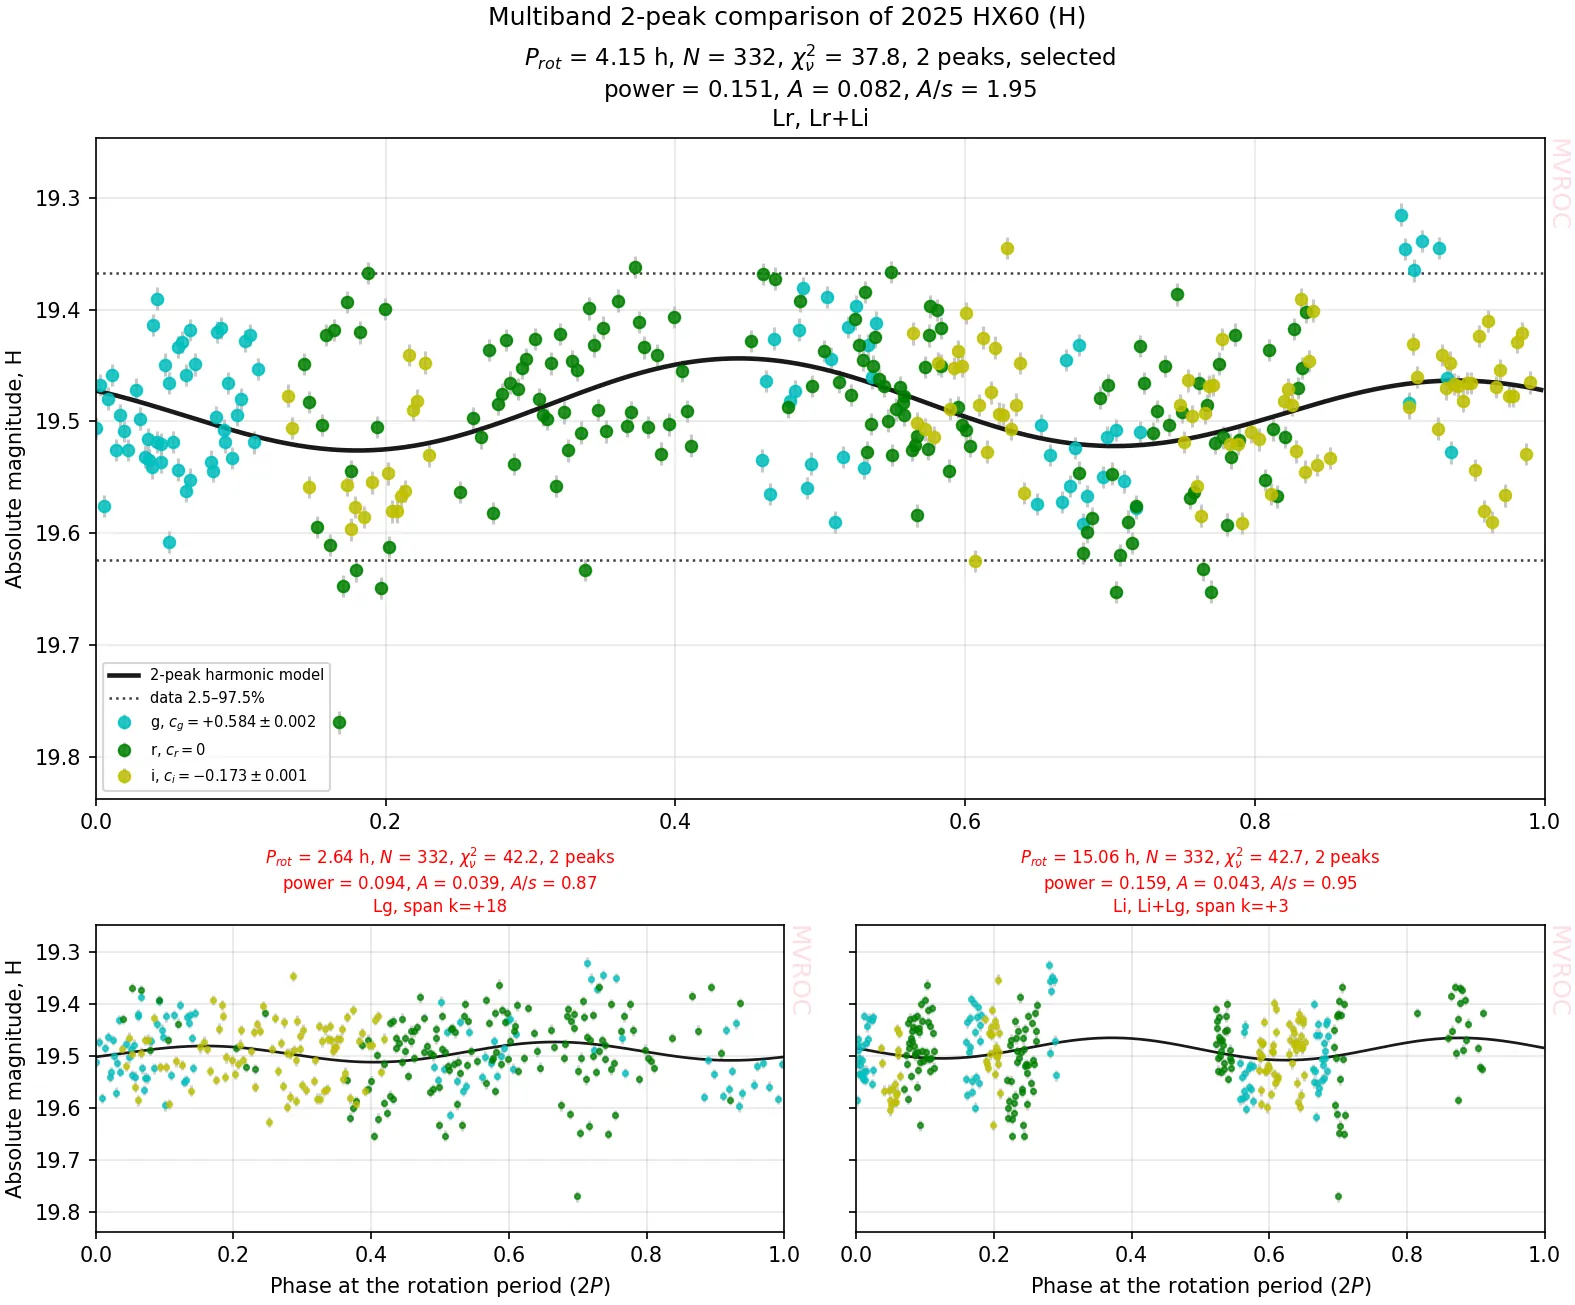 Multiband 2-peak comparison of 2025 HX60 (H)
P_rot = 4.15 h, N = 332, χ²_ν = 37.8, 2 peaks, selected
power = 0.151, A = 0.082, A/s = 1.95
Lr, Lr+Li
MVROC
Absolute magnitude, H
19.3
19.4
19.5
19.6
19.7
19.8
2-peak harmonic model
data 2.5–97.5%
g, c_g = +0.584 ± 0.002
r, c_r = 0
i, c_i = −0.173 ± 0.001
0.0 0.2 0.4 0.6 0.8 1.0
P_rot = 2.64 h, N = 332, χ²_ν = 42.2, 2 peaks
power = 0.094, A = 0.039, A/s = 0.87
Lg, span k=+18
MVROC
Absolute magnitude, H
19.3
19.4
19.5
19.6
19.7
19.8
0.0 0.2 0.4 0.6 0.8 1.0
Phase at the rotation period (2P)
P_rot = 15.06 h, N = 332, χ²_ν = 42.7, 2 peaks
power = 0.159, A = 0.043, A/s = 0.95
Li, Li+Lg, span k=+3
MVROC
0.0 0.2 0.4 0.6 0.8 1.0
Phase at the rotation period (2P)